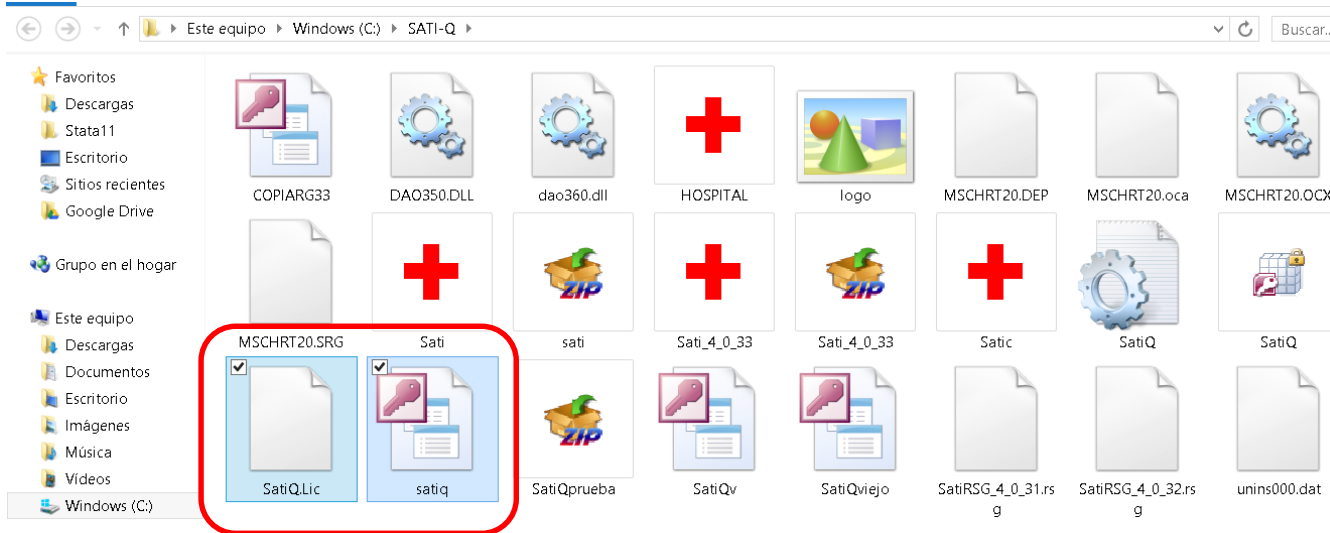 Este equipo Windows (C:) SATI-Q Buscar...
Favoritos
Descargas
Stata11
Escritorio
Sitios recientes
Google Drive
Grupo en el hogar
Este equipo
Descargas
Documentos
Escritorio
Imágenes
Música
Vídeos
Windows (C:)
COPIARG33 DAO350.DLL dao360.dll HOSPITAL logo MSCHRT20.DEP MSCHRT20.oca MSCHRT20.OCX
MSCHRT20.SRG Sati sati Sati_4_0_33 Sati_4_0_33 Satic SatiQ SatiQ
ZIP ZIP
SatiQ.Lic satiq SatiQprueba SatiQv SatiQviejo SatiRSG_4_0_31.rs SatiRSG_4_0_32.rs unins000.dat
g g
ZIP